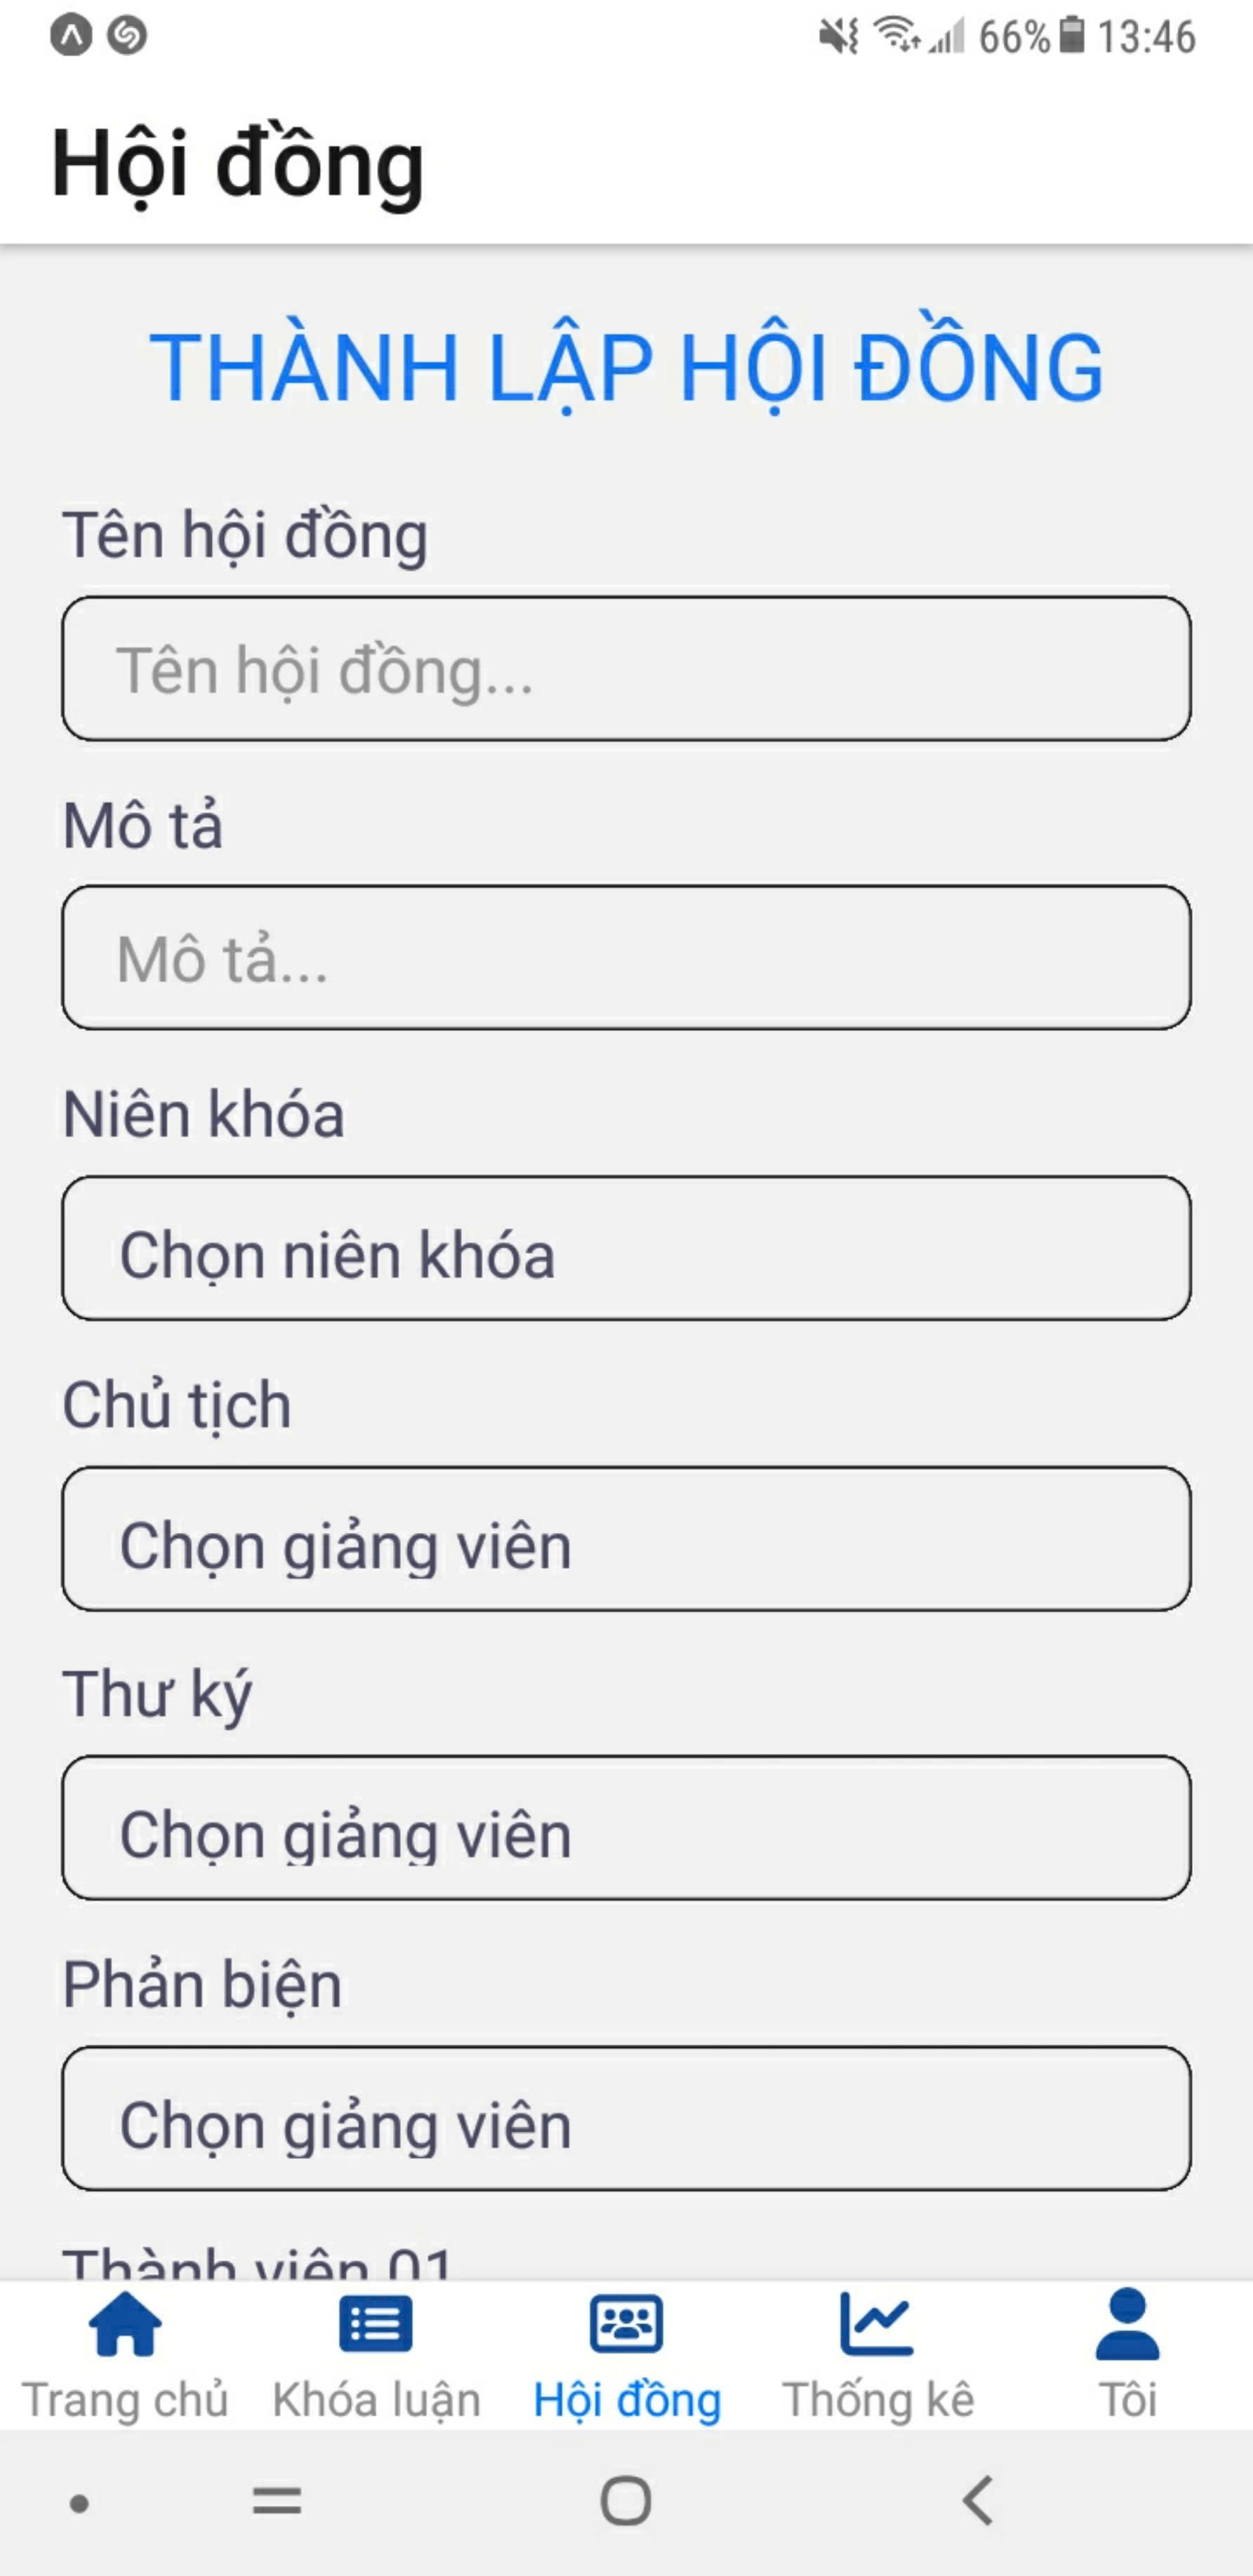 66% 13:46
Hội đồng
THÀNH LẬP HỘI ĐỒNG
Tên hội đồng
Tên hội đồng...
Mô tả
Mô tả...
Niên khóa
Chọn niên khóa
Chủ tịch
Chọn giảng viên
Thư ký
Chọn giảng viên
Phản biện
Chọn giảng viên
Thành viên 01
Trang chủ Khóa luận Hội đồng Thống kê Tôi